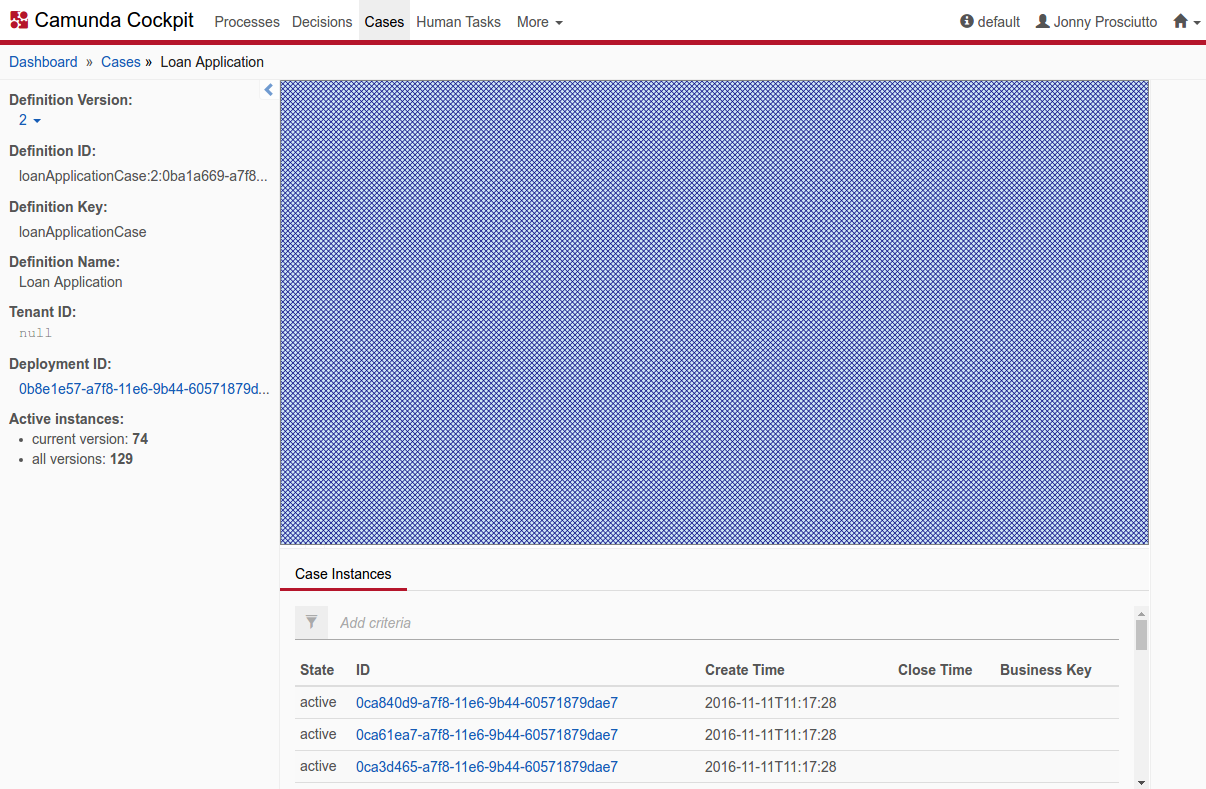 Camunda Cockpit Processes Decisions Cases Human Tasks More default Jonny Prosciutto
Dashboard » Cases » Loan Application
Definition Version:
2
Definition ID:
loanApplicationCase:2:0ba1a669-a7f8...
Definition Key:
loanApplicationCase
Definition Name:
Loan Application
Tenant ID:
null
Deployment ID:
0b8e1e57-a7f8-11e6-9b44-60571879d...
Active instances:
• current version: 74
• all versions: 129
Case Instances
Add criteria
State ID Create Time Close Time Business Key
active 0ca840d9-a7f8-11e6-9b44-60571879dae7 2016-11-11T11:17:28
active 0ca61ea7-a7f8-11e6-9b44-60571879dae7 2016-11-11T11:17:28
active 0ca3d465-a7f8-11e6-9b44-60571879dae7 2016-11-11T11:17:28